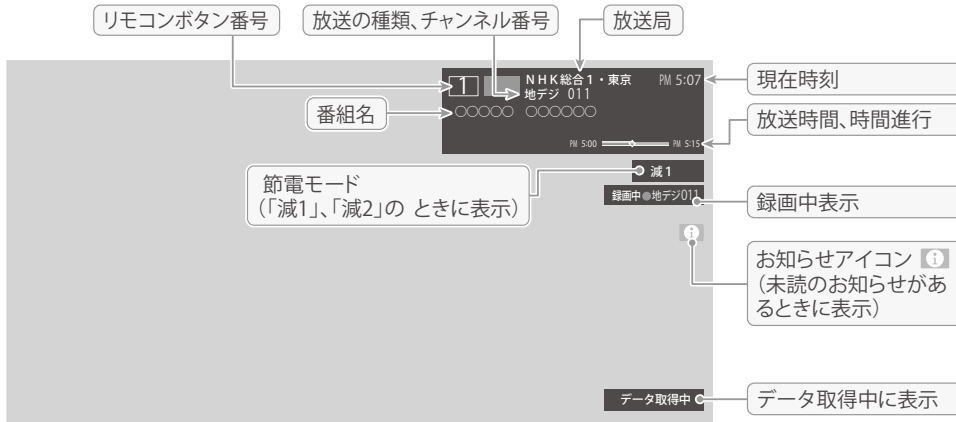 リモコンボタン番号
放送の種類、チャンネル番号
放送局
1
NHK総合1・東京
PM 5:07
地デジ 011
○○○○○ ○○○○○○
PM 5:00
PM 5:15
現在時刻
番組名
放送時間、時間進行
減1
節電モード
(「減1」、「減2」の ときに表示)
録画中●地デジ011
録画中表示
お知らせアイコン
(未読のお知らせがあ
るときに表示)
データ取得中
データ取得中に表示